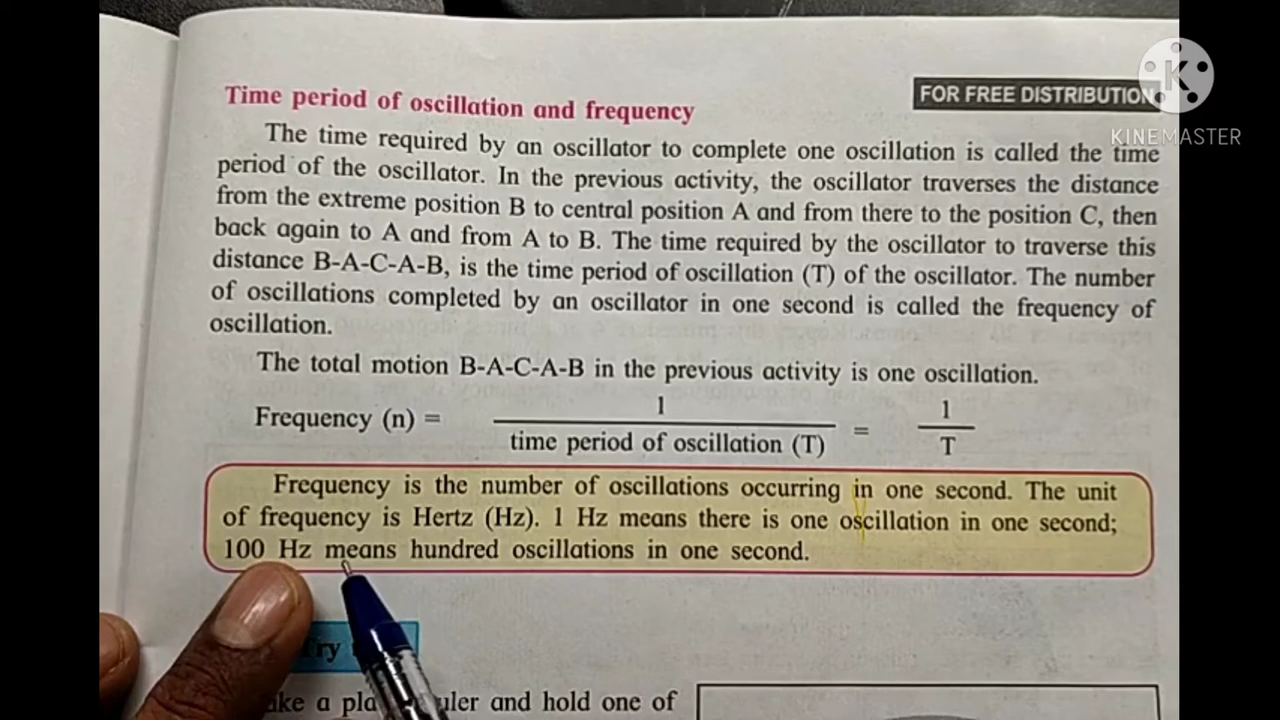 Time period of oscillation and frequency
FOR FREE DISTRIBUTION
KINEMASTER
The time required by an oscillator to complete one oscillation is called the time
period of the oscillator. In the previous activity, the oscillator traverses the distance
from the extreme position B to central position A and from there to the position C, then
back again to A and from A to B. The time required by the oscillator to traverse this
distance B-A-C-A-B, is the time period of oscillation (T) of the oscillator. The number
of oscillations completed by an oscillator in one second is called the frequency of
oscillation.
The total motion B-A-C-A-B in the previous activity is one oscillation.
Frequency (n) = 1 / time period of oscillation (T) = 1 / T
Frequency is the number of oscillations occurring in one second. The unit
of frequency is Hertz (Hz). 1 Hz means there is one oscillation in one second;
100 Hz means hundred oscillations in one second.
Try
a and hold one of